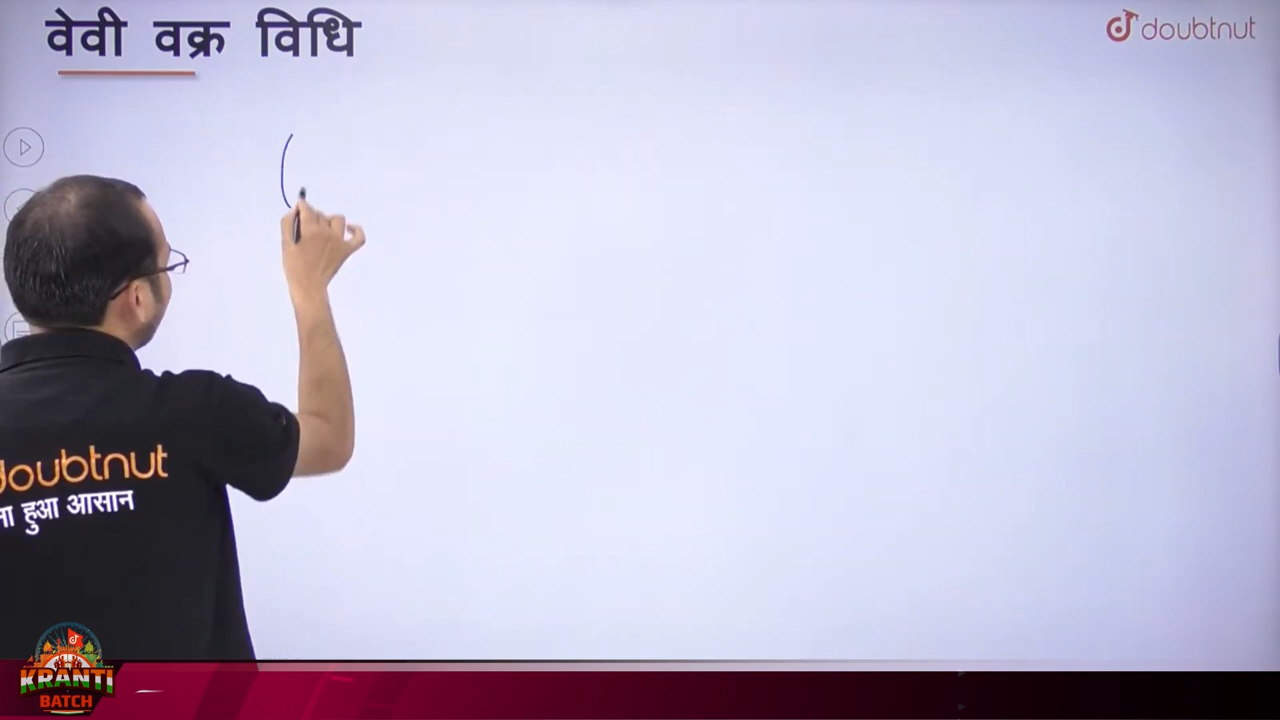 वेवी वक्र विधि
doubtnut
doubtnut
ना हुआ आसान
KRANTI
BATCH